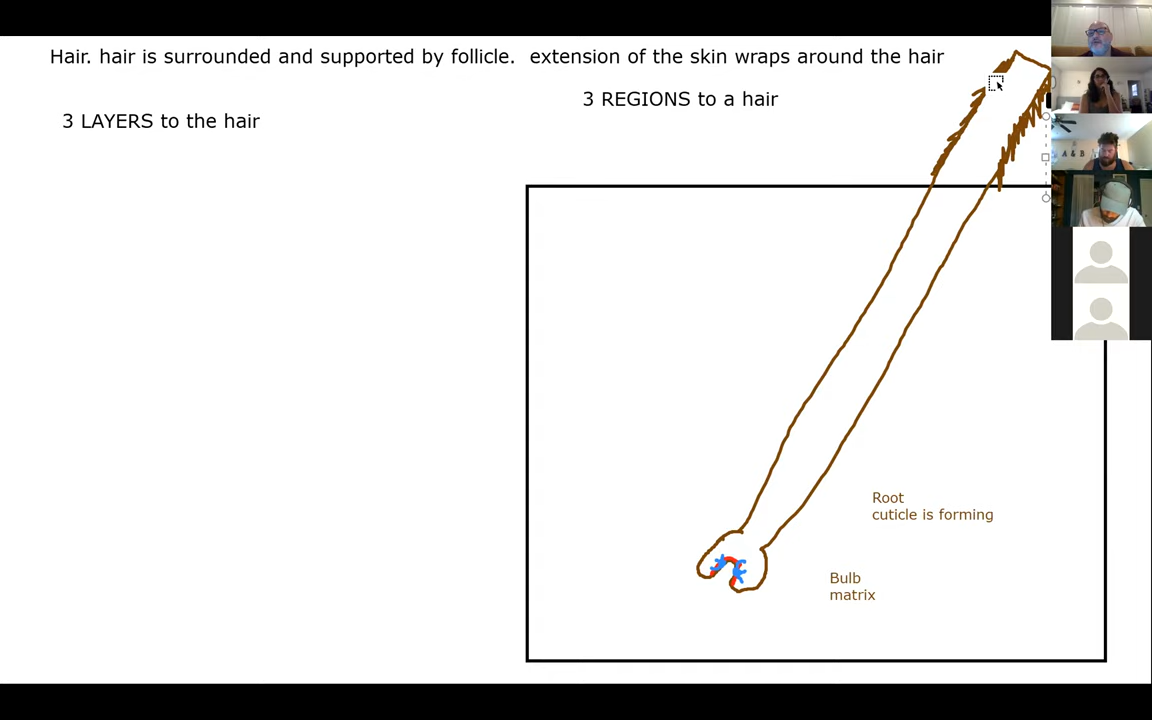 Hair. hair is surrounded and supported by follicle.  extension of the skin wraps around the hair
3 REGIONS to a hair
3 LAYERS to the hair
A & B
Root
cuticle is forming
Bulb
matrix